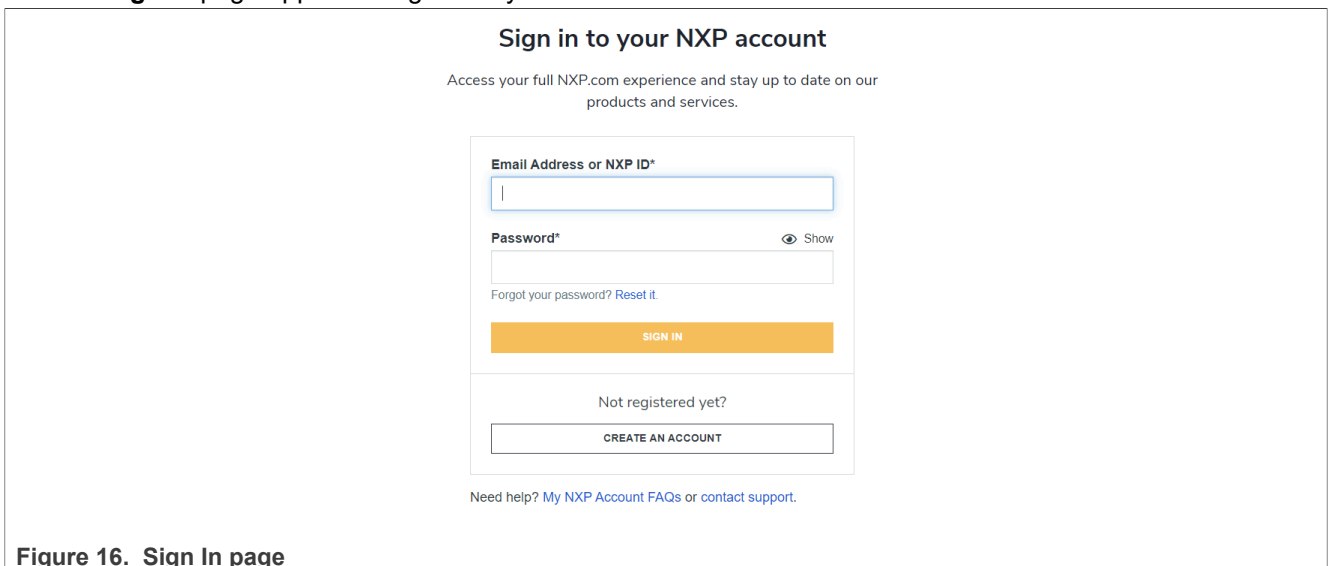 Sign in to your NXP account
Access your full NXP.com experience and stay up to date on our
products and services.
Email Address or NXP ID*
Password*
Show
Forgot your password? Reset it.
SIGN IN
Not registered yet?
CREATE AN ACCOUNT
Need help? My NXP Account FAQs or contact support.
Figure 16. Sign In page